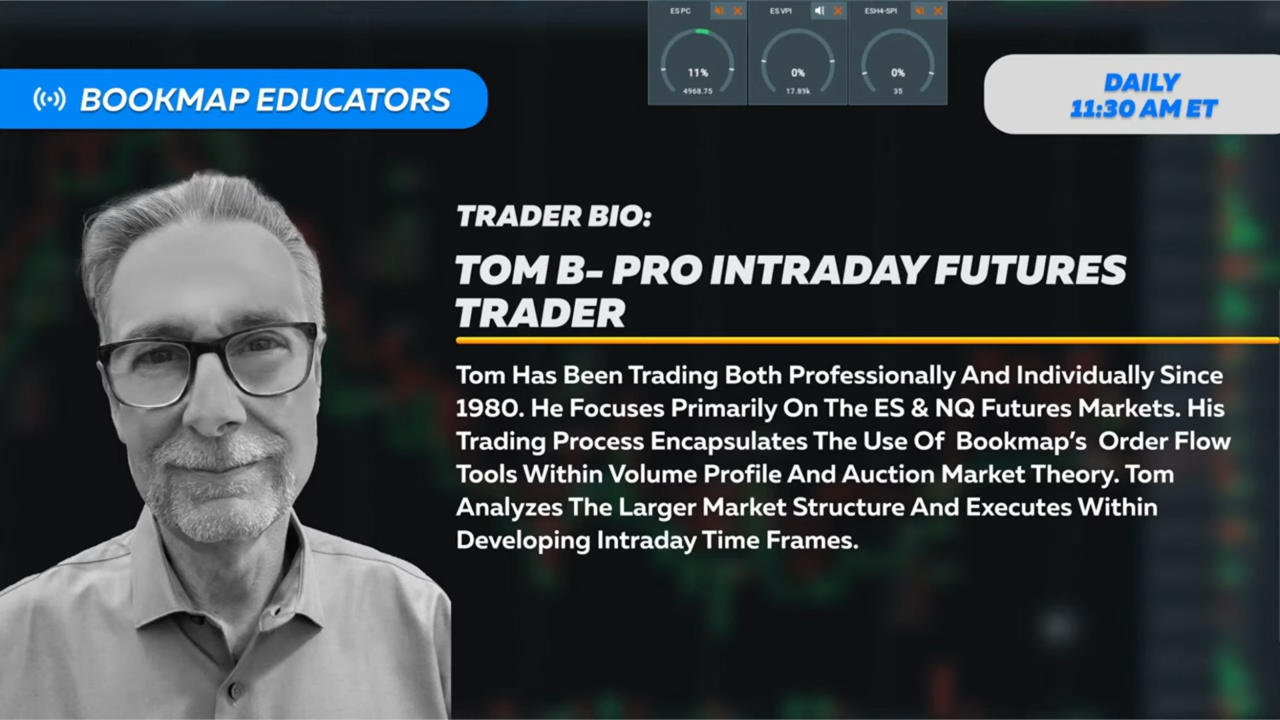 ES PC
ES VPI
ESH4-SPI
11%
0%
0%
4968.75
17.89k
35
BOOKMAP EDUCATORS
DAILY
11:30 AM ET
TRADER BIO:
TOM B- PRO INTRADAY FUTURES
TRADER
Tom Has Been Trading Both Professionally And Individually Since
1980. He Focuses Primarily On The ES & NQ Futures Markets. His
Trading Process Encapsulates The Use Of Bookmap's Order Flow
Tools Within Volume Profile And Auction Market Theory. Tom
Analyzes The Larger Market Structure And Executes Within
Developing Intraday Time Frames.